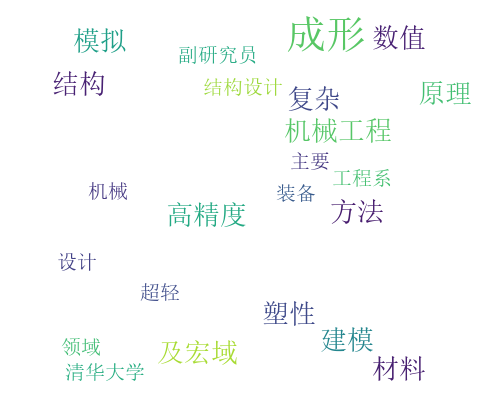 成形
模拟
数值
副研究员
结构
结构设计
原理
复杂
机械工程
主要
工程系
机械
装备
高精度
方法
设计
超轻
塑性
建模
领域
及宏域
清华大学
材料